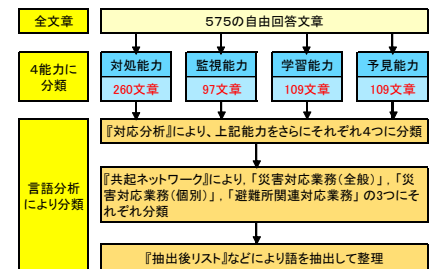 全文章
575の自由回答文章
4能力に
分類
対処能力
監視能力
学習能力
予見能力
260文章
97文章
109文章
109文章
言語分析
により分類
『対応分析』により、上記能力をさらにそれぞれ4つに分類
『共起ネットワーク』により,「災害対応業務(全般)」,「災
害対応業務(個別)」,「避難所関連対応業務」の3つにそ
れぞれ分類
『抽出後リスト』などにより語を抽出して整理